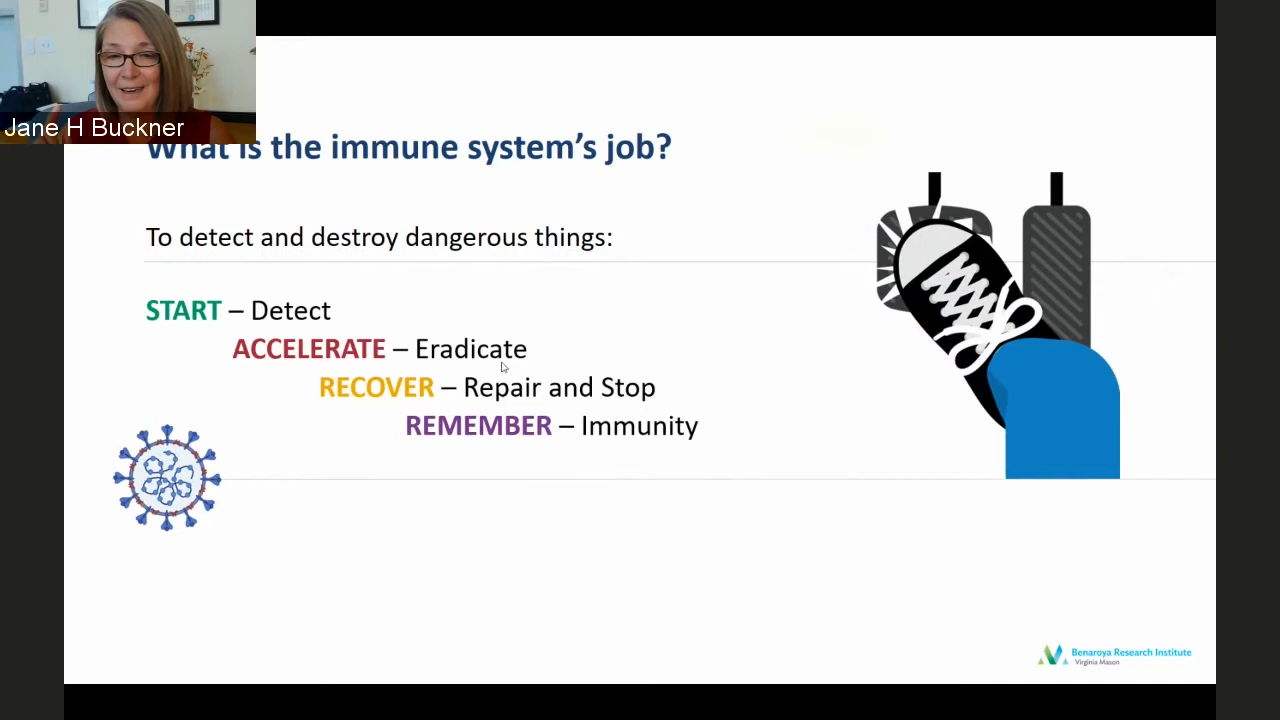 Jane H Buckner
What is the immune system's job?
To detect and destroy dangerous things:
START – Detect
ACCELERATE – Eradicate
RECOVER – Repair and Stop
REMEMBER – Immunity
Benaroya Research Institute
Virginia Mason